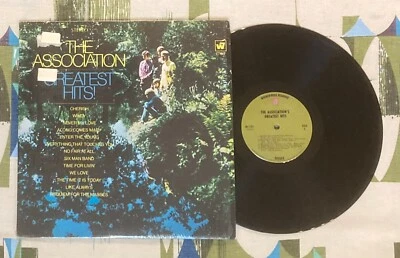 THE
ASSOCIATION
GREATEST
HITS!
CHERISH
WINDY
NEVER MY LOVE
ALONG COMES MARY
ENTER THE YOUNG
EVERYTHING THAT TOUCHES YOU
NO FAIR AT ALL
SIX MAN BAND
TIME FOR LIVIN'
WE LOVE
THE TIME IT IS TODAY
LIKE ALWAYS
REQUIEM FOR THE MASSES
THE ASSOCIATION'S
GREATEST HITS